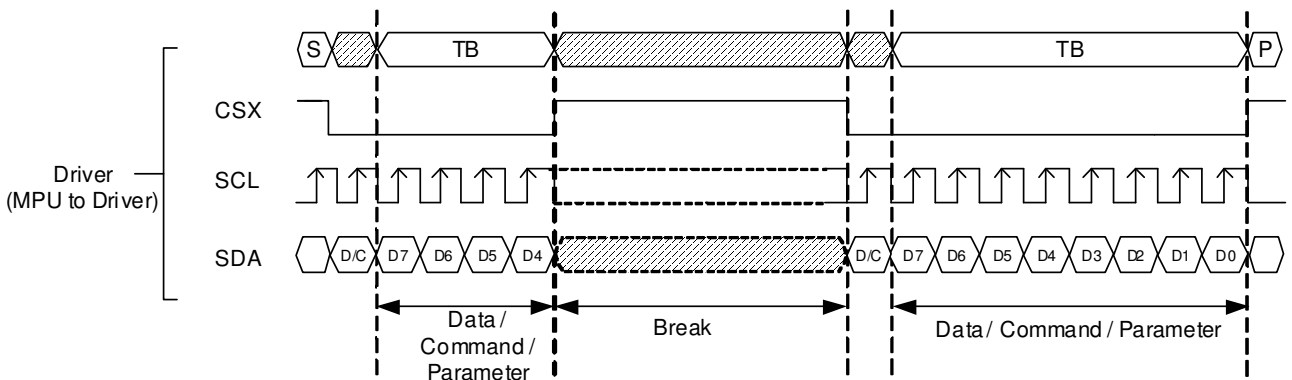 S TB TB P
CSX
Driver
(MPU to Driver)
SCL
SDA D/C D7 D6 D5 D4 D/C D7 D6 D5 D4 D3 D2 D1 D0
Data /
Command /
Parameter
Break
Data / Command / Parameter